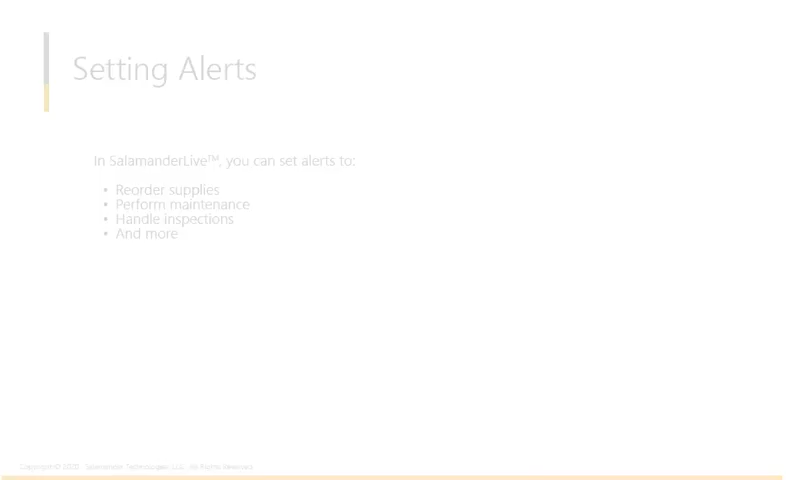 Setting Alerts
In SalamanderLive™, you can set alerts to:
• Reorder supplies
• Perform maintenance
• Handle inspections
• And more
Copyright © 2020 Salamander Technologies, LLC. All Rights Reserved.